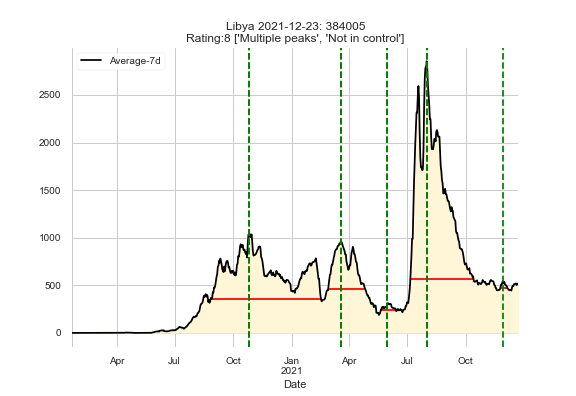 Libya 2021-12-23: 384005
Rating:8 ['Multiple peaks', 'Not in control']
Average-7d
2500
2000
1500
1000
500
0
Apr Jul Oct Jan Apr Jul Oct
2021
Date